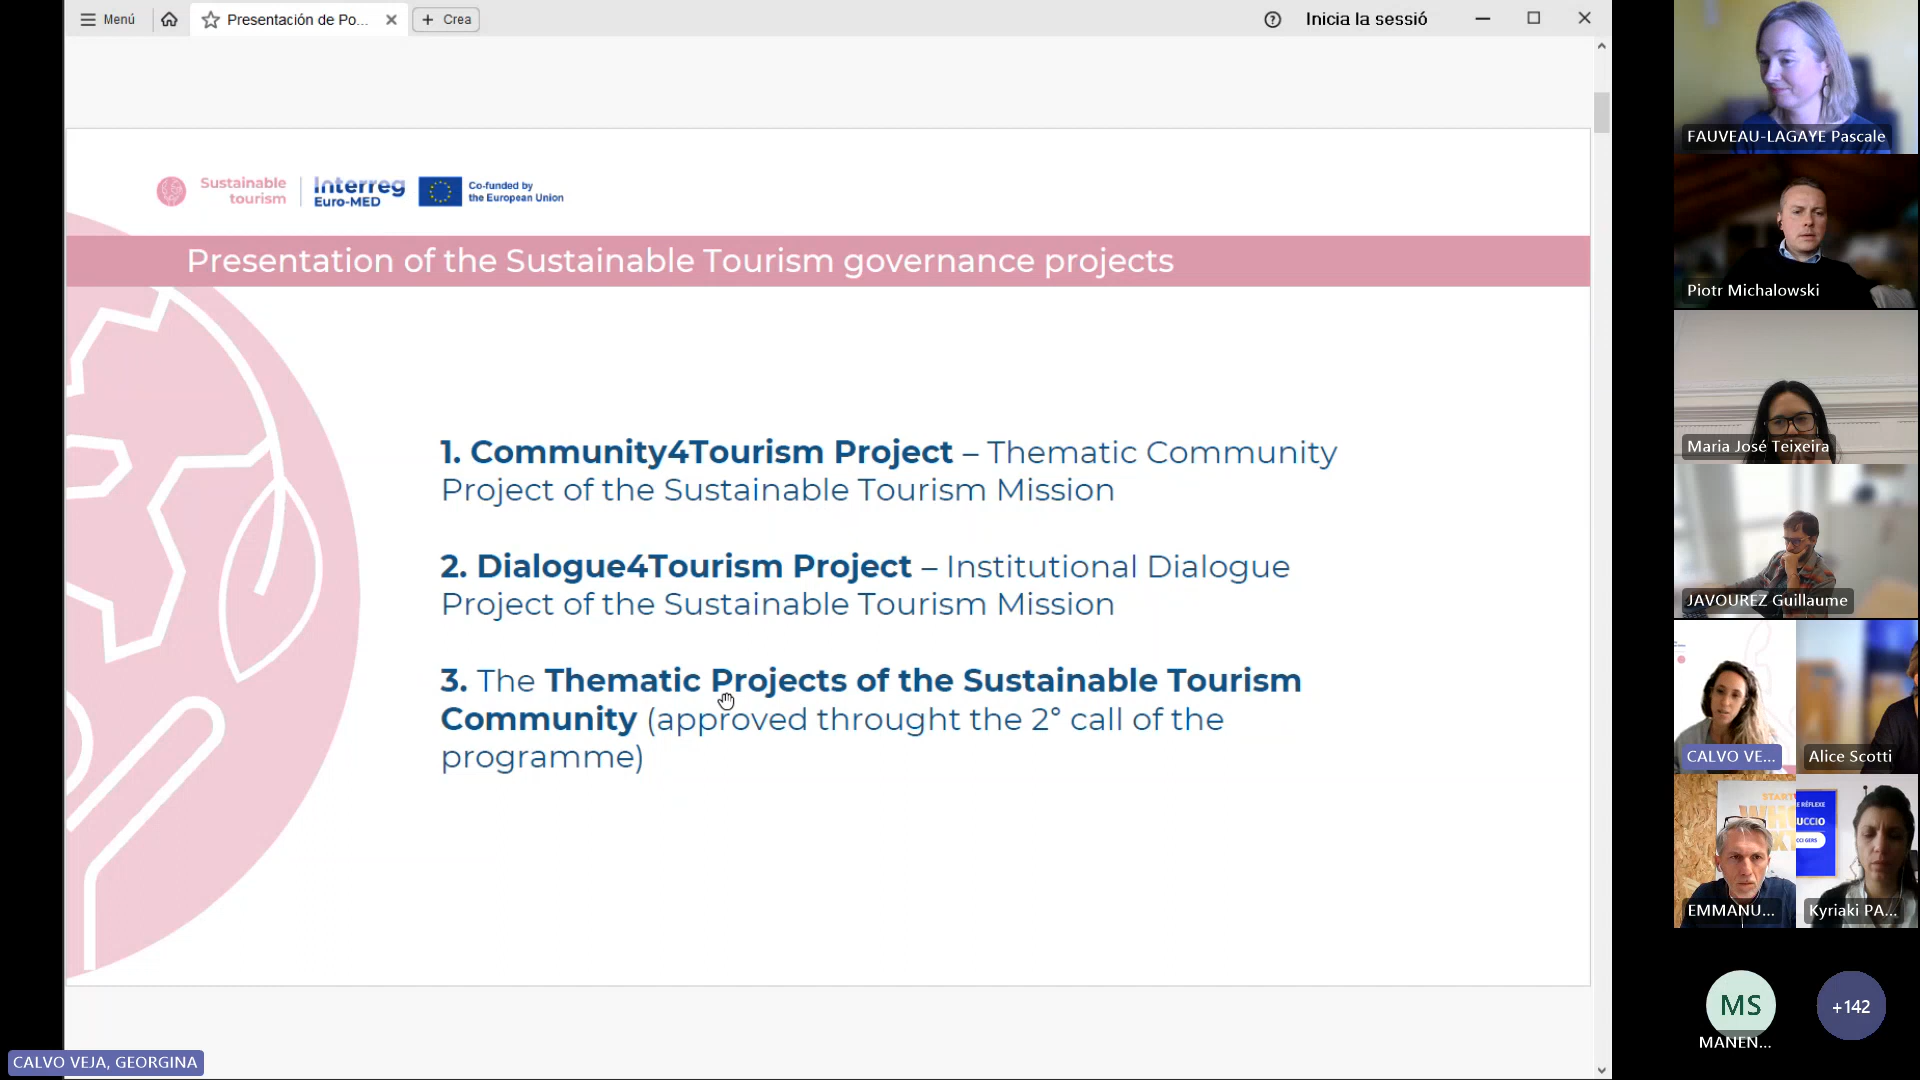 Menú
Presentación de Po...
Crea
Inicia la sessió
Sustainable
tourism
Interreg
Euro-MED
Co-funded by
the European Union
Presentation of the Sustainable Tourism governance projects
1. Community4Tourism Project – Thematic Community
Project of the Sustainable Tourism Mission
2. Dialogue4Tourism Project – Institutional Dialogue
Project of the Sustainable Tourism Mission
3. The Thematic Projects of the Sustainable Tourism
Community (approved throught the 2° call of the
programme)
CALVO VEJA, GEORGINA
FAUVEAU-LAGAYE Pascale
Piotr Michalowski
Maria José Teixeira
JAVOUREZ Guillaume
CALVO VE...
Alice Scotti
EMMANU...
Kyriaki PA...
MS
MANEN...
+142